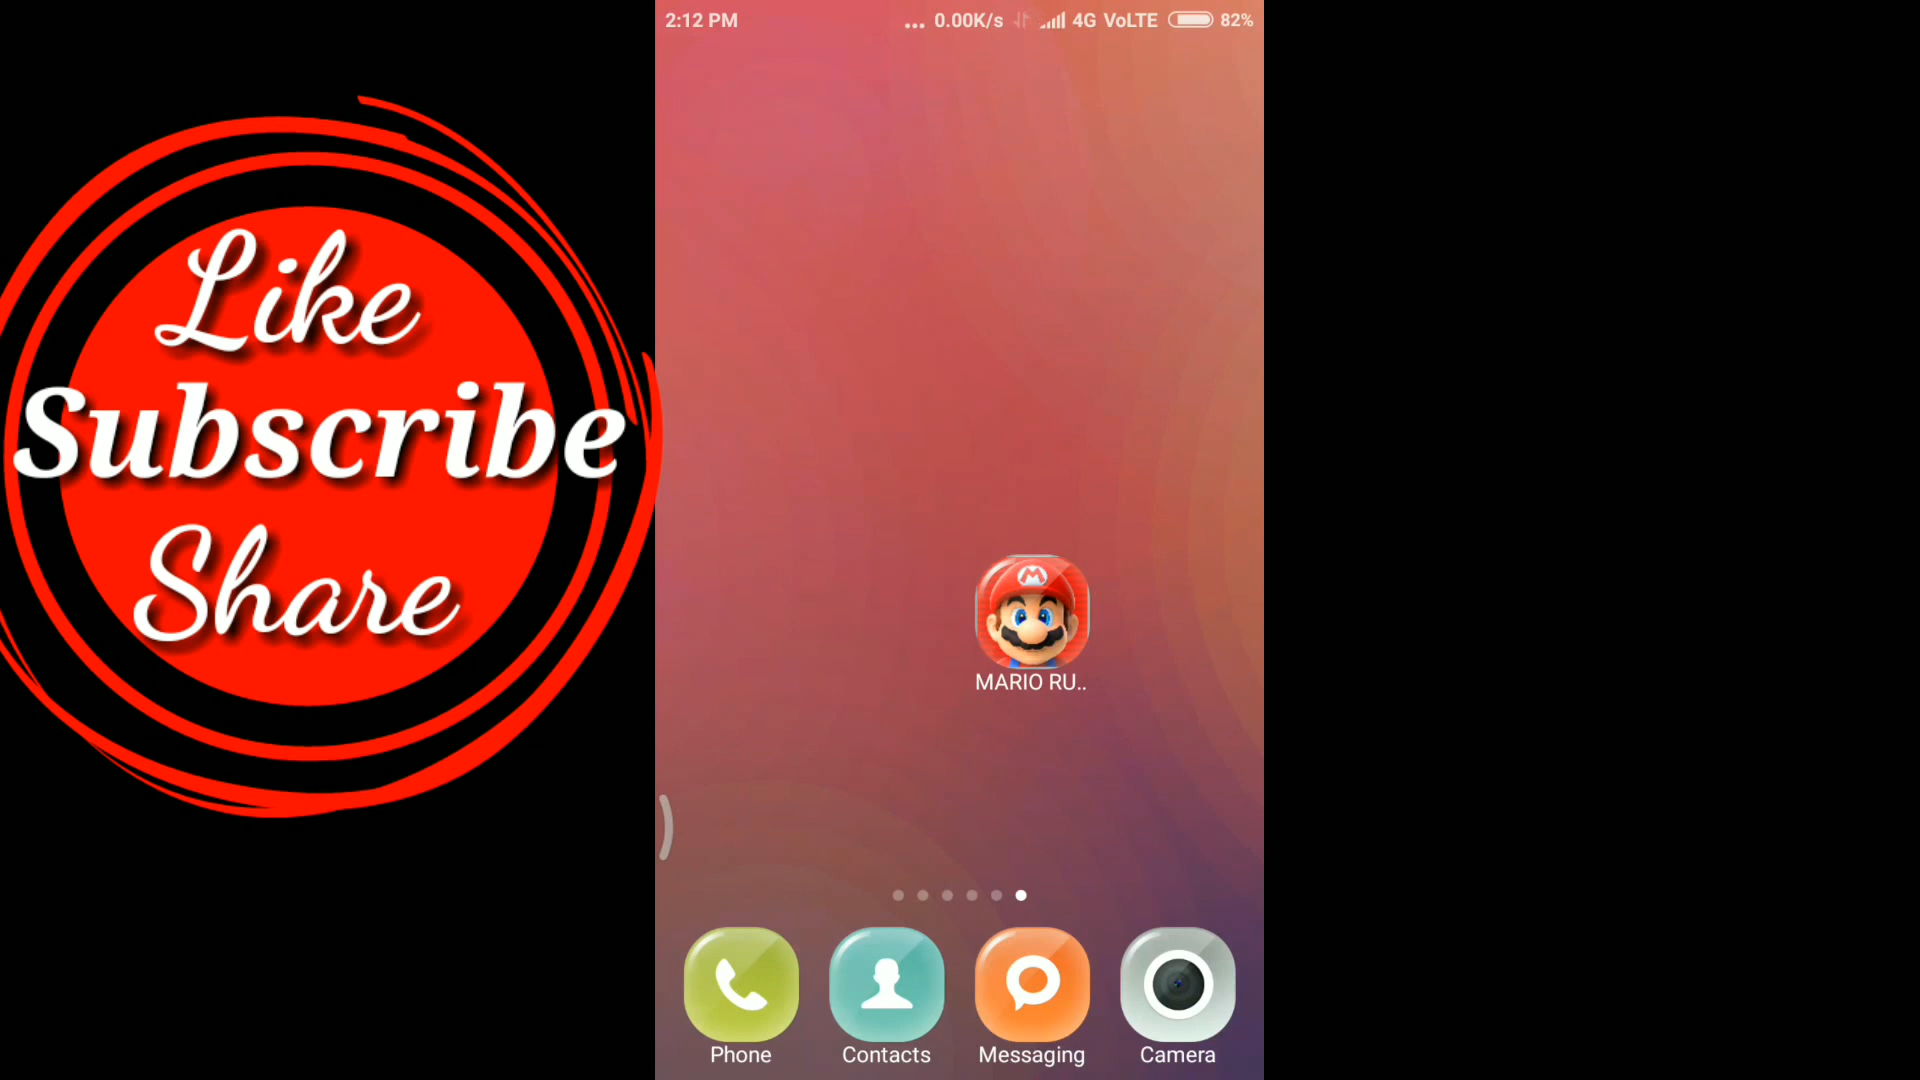 Like
Subscribe
Share
2:12 PM ... 0.00K/s 4G VoLTE 82%
M
MARIO RU..
Phone Contacts Messaging Camera